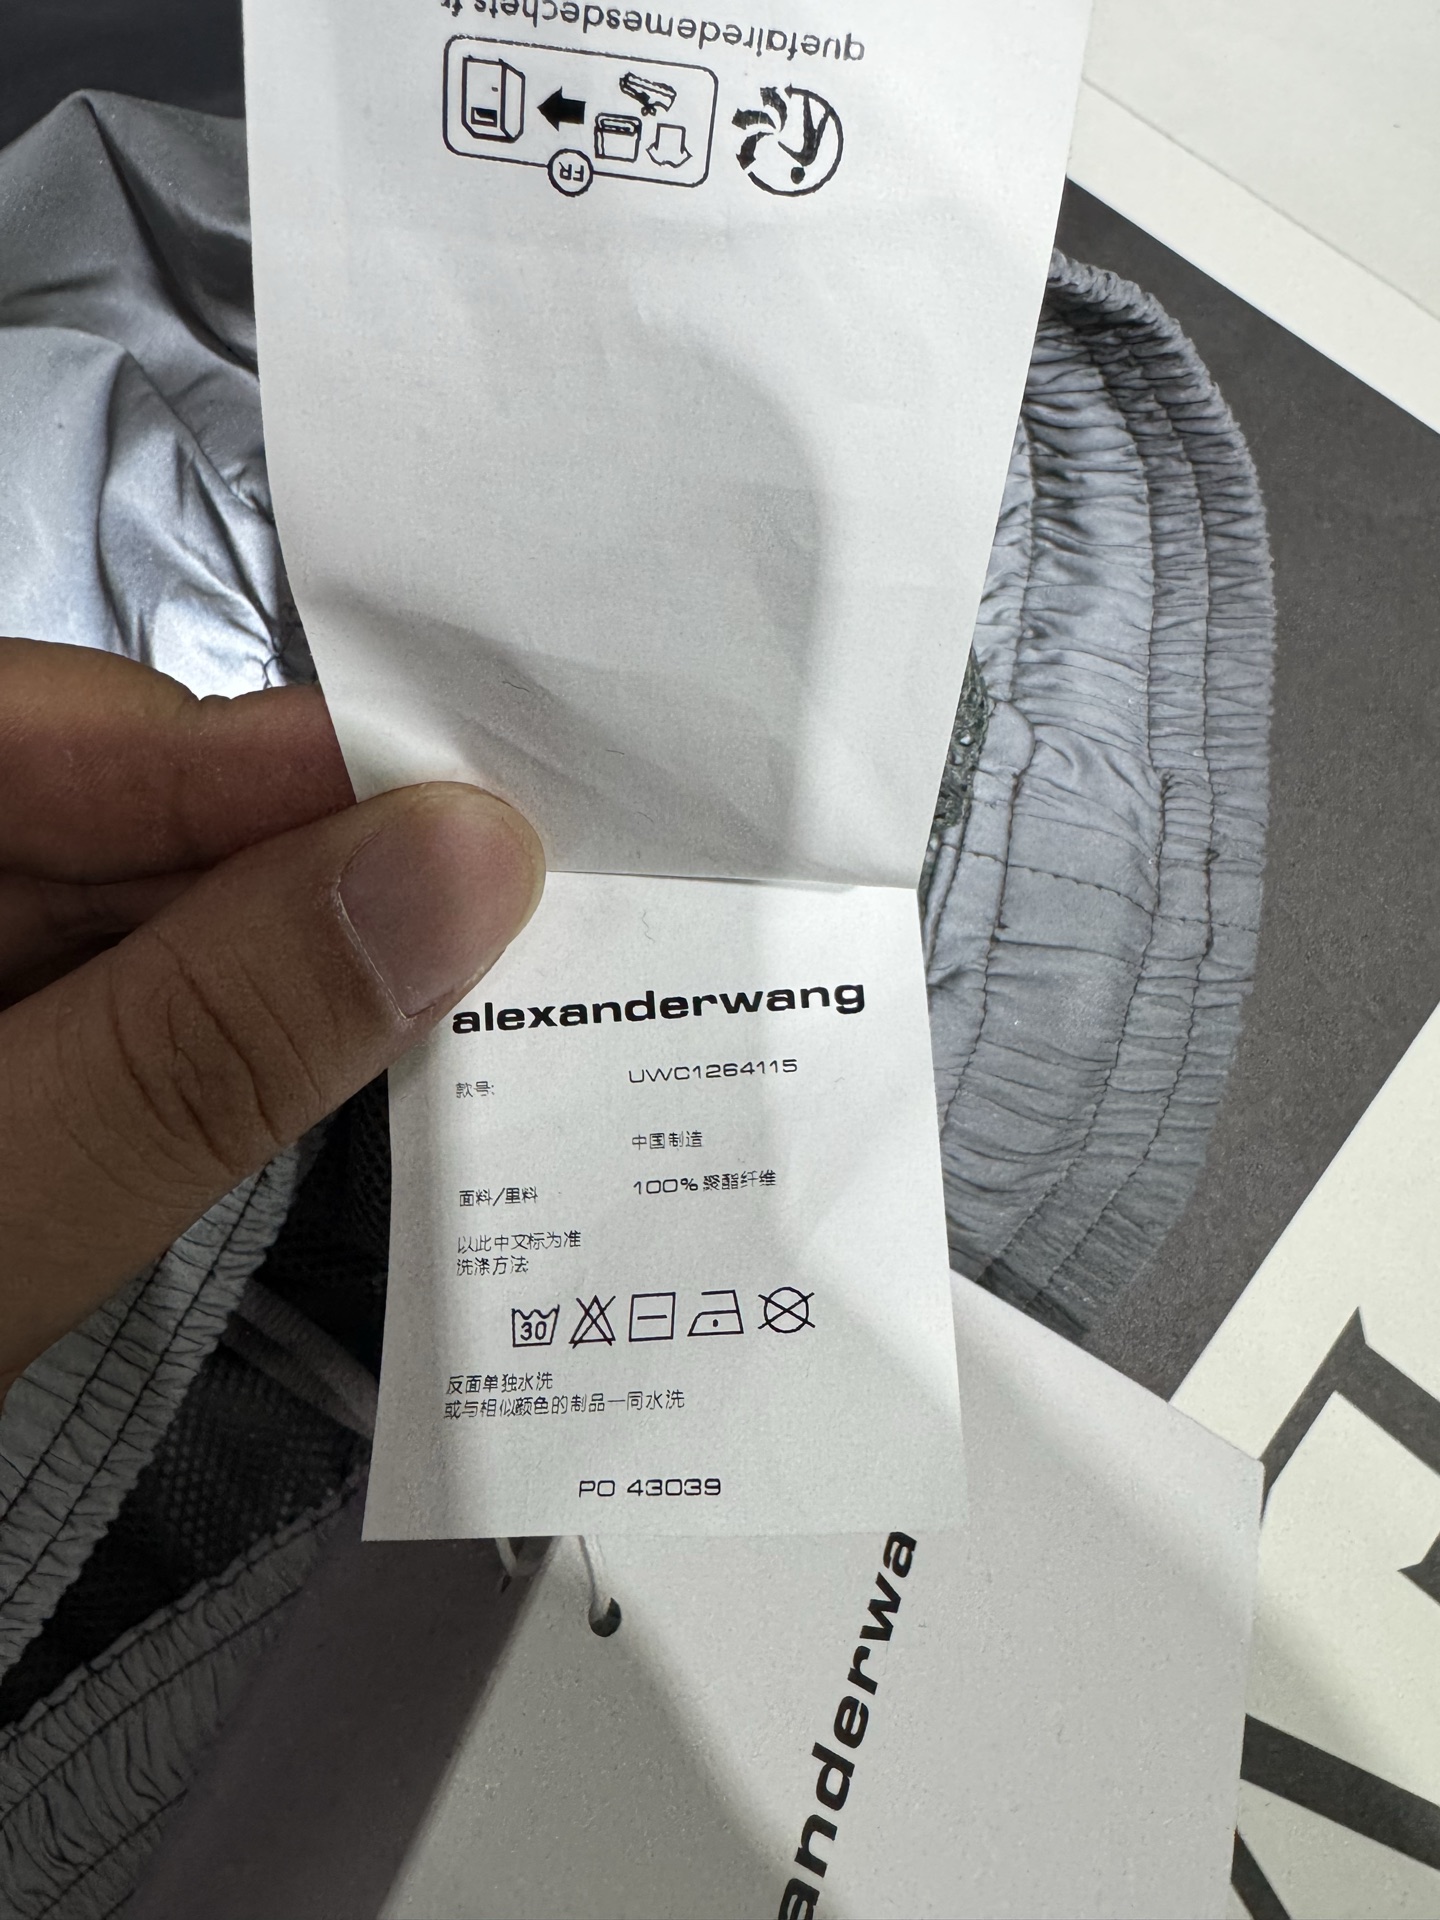 quefairedemesdechets.fr
FR
alexanderwang
款号: UWC1264115
中国制造
面料/里料 100% 聚酯纤维
以此中文标为准
洗涤方法:
30
反面单独水洗
或与相似颜色的制品一同水洗
PO 43039
anderwa